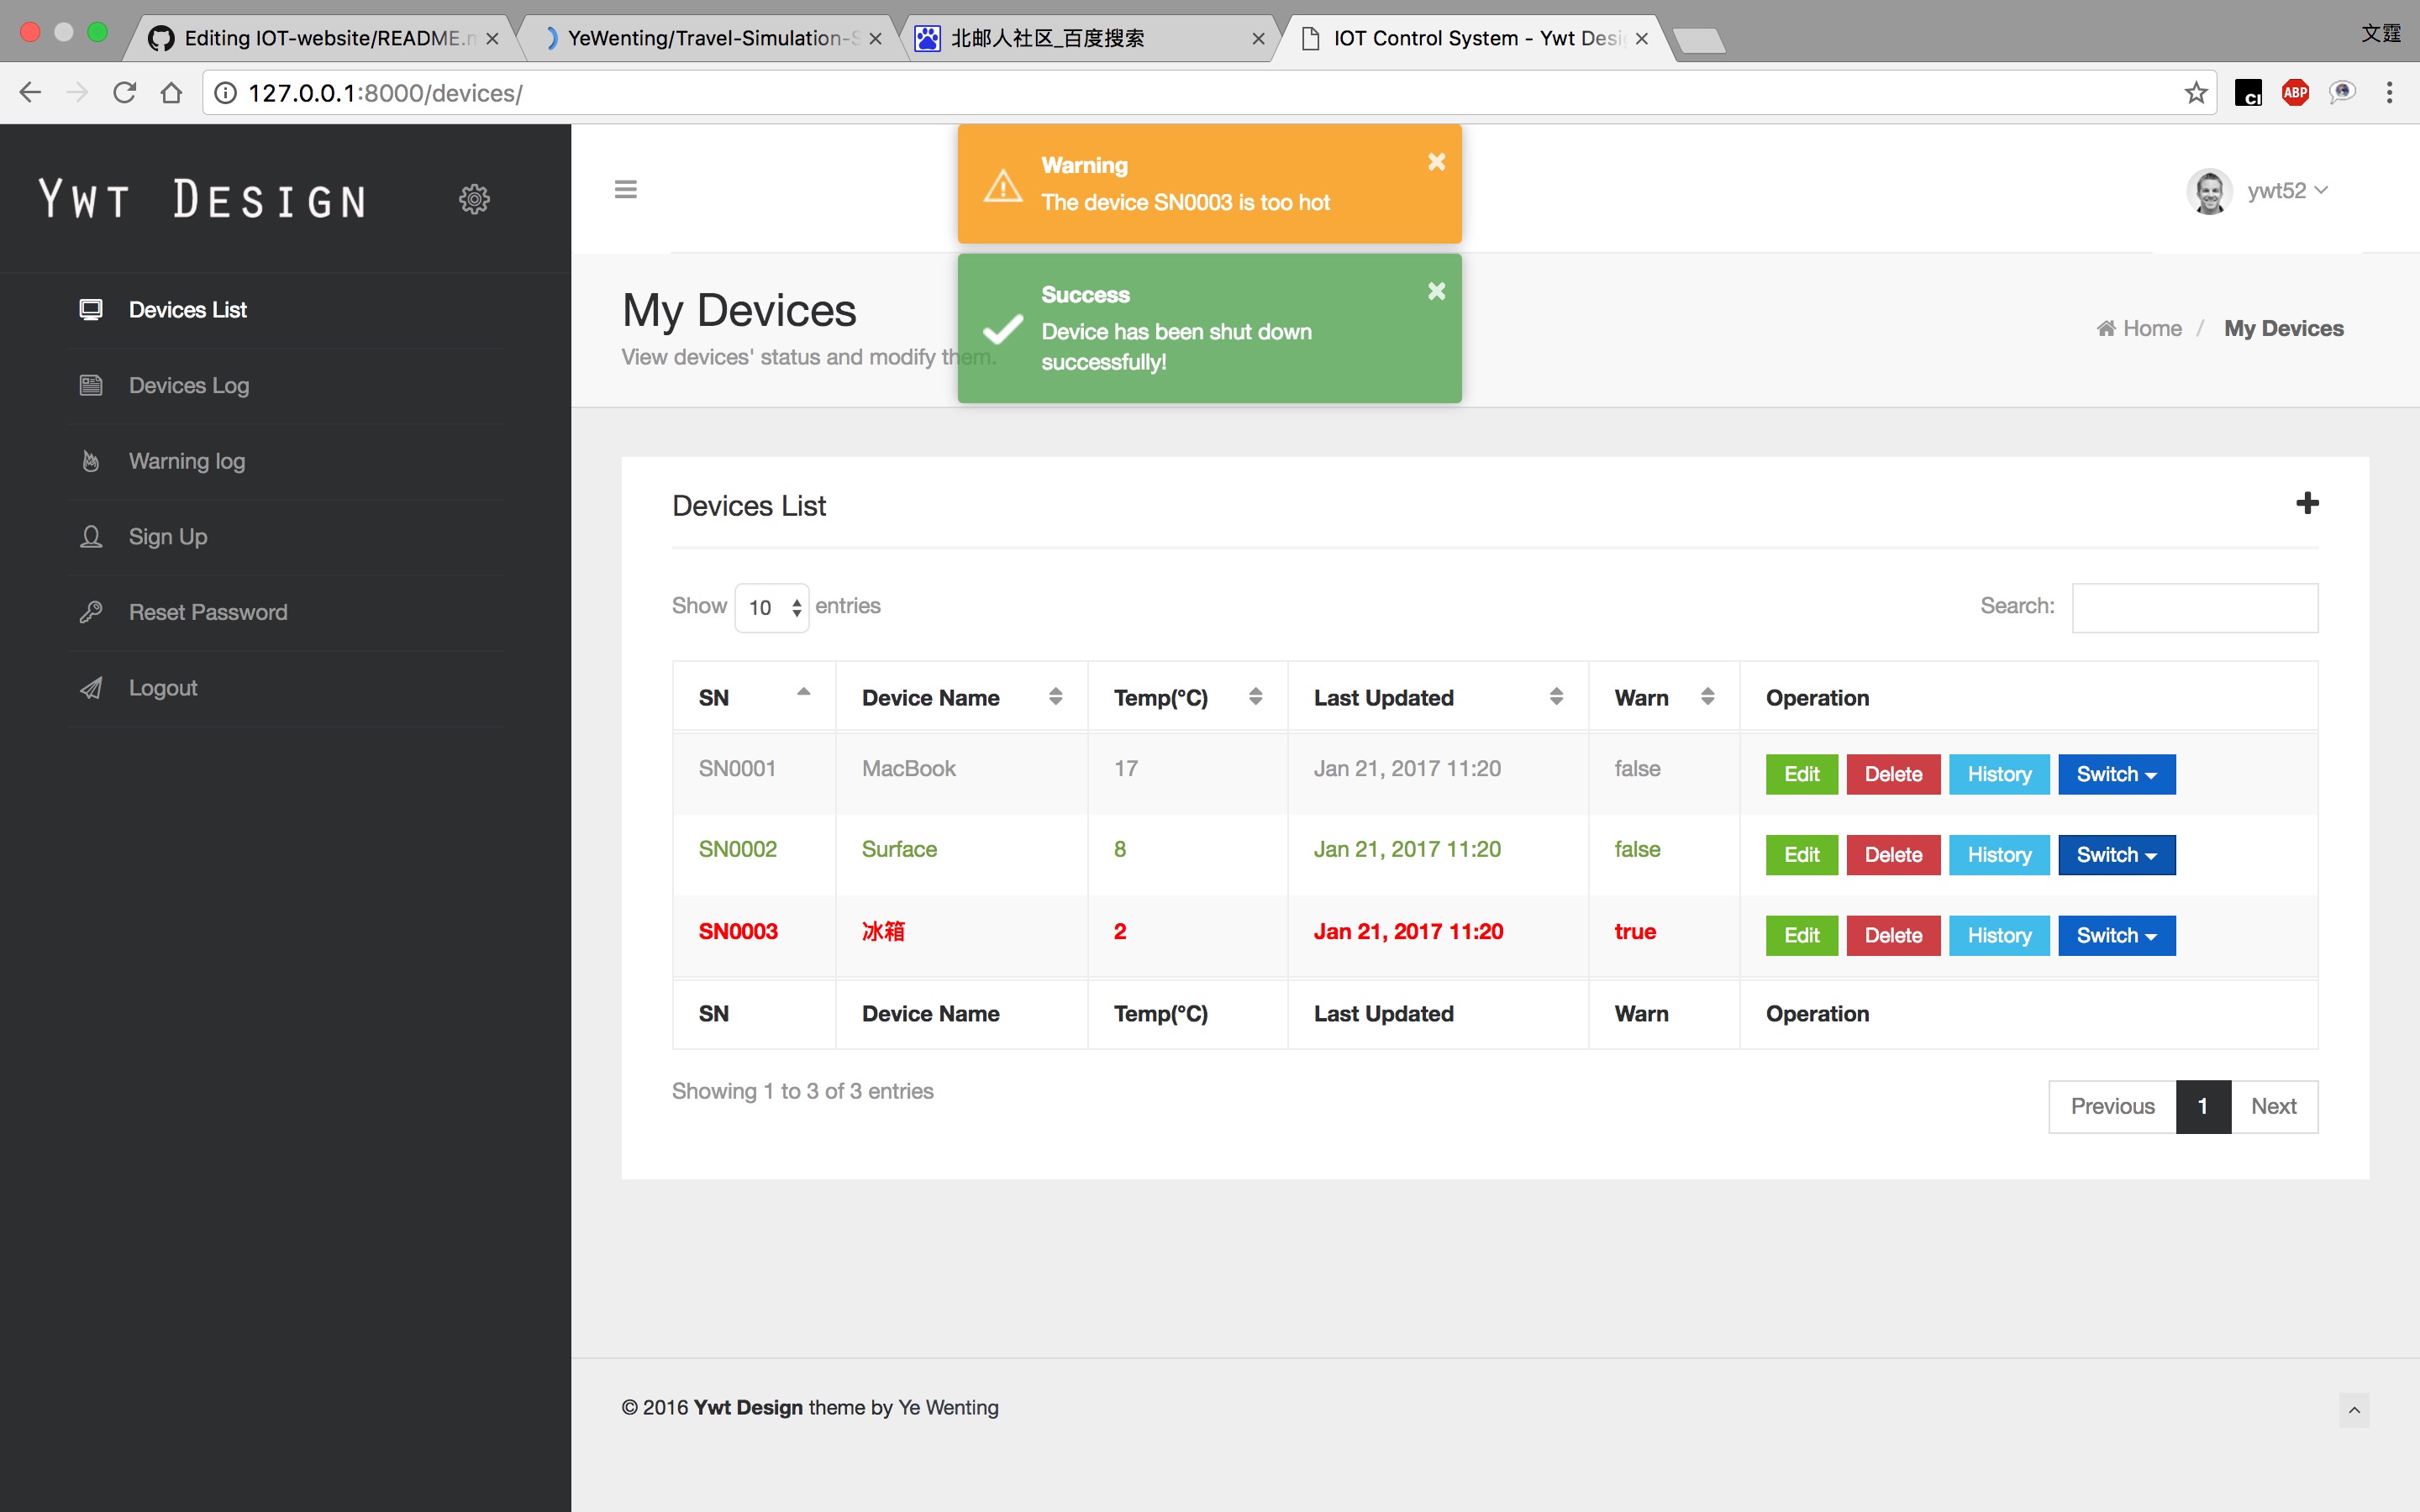 Editing IOT-website/README.m
YeWenting/Travel-Simulation-S
北邮人社区_百度搜索
IOT Control System - Ywt Desi
文霆
127.0.0.1:8000/devices/
CI
ABP
Ywt Design
Devices List
Devices Log
Warning log
Sign Up
Reset Password
Logout
Warning
The device SN0003 is too hot
Success
Device has been shut down
successfully!
ywt52
My Devices
View devices' status and modify them.
Home / My Devices
Devices List
Show 10 entries
Search:
SN Device Name Temp(°C) Last Updated Warn Operation
SN0001 MacBook 17 Jan 21, 2017 11:20 false Edit Delete History Switch
SN0002 Surface 8 Jan 21, 2017 11:20 false Edit Delete History Switch
SN0003 冰箱 2 Jan 21, 2017 11:20 true Edit Delete History Switch
SN Device Name Temp(°C) Last Updated Warn Operation
Showing 1 to 3 of 3 entries
Previous 1 Next
© 2016 Ywt Design theme by Ye Wenting